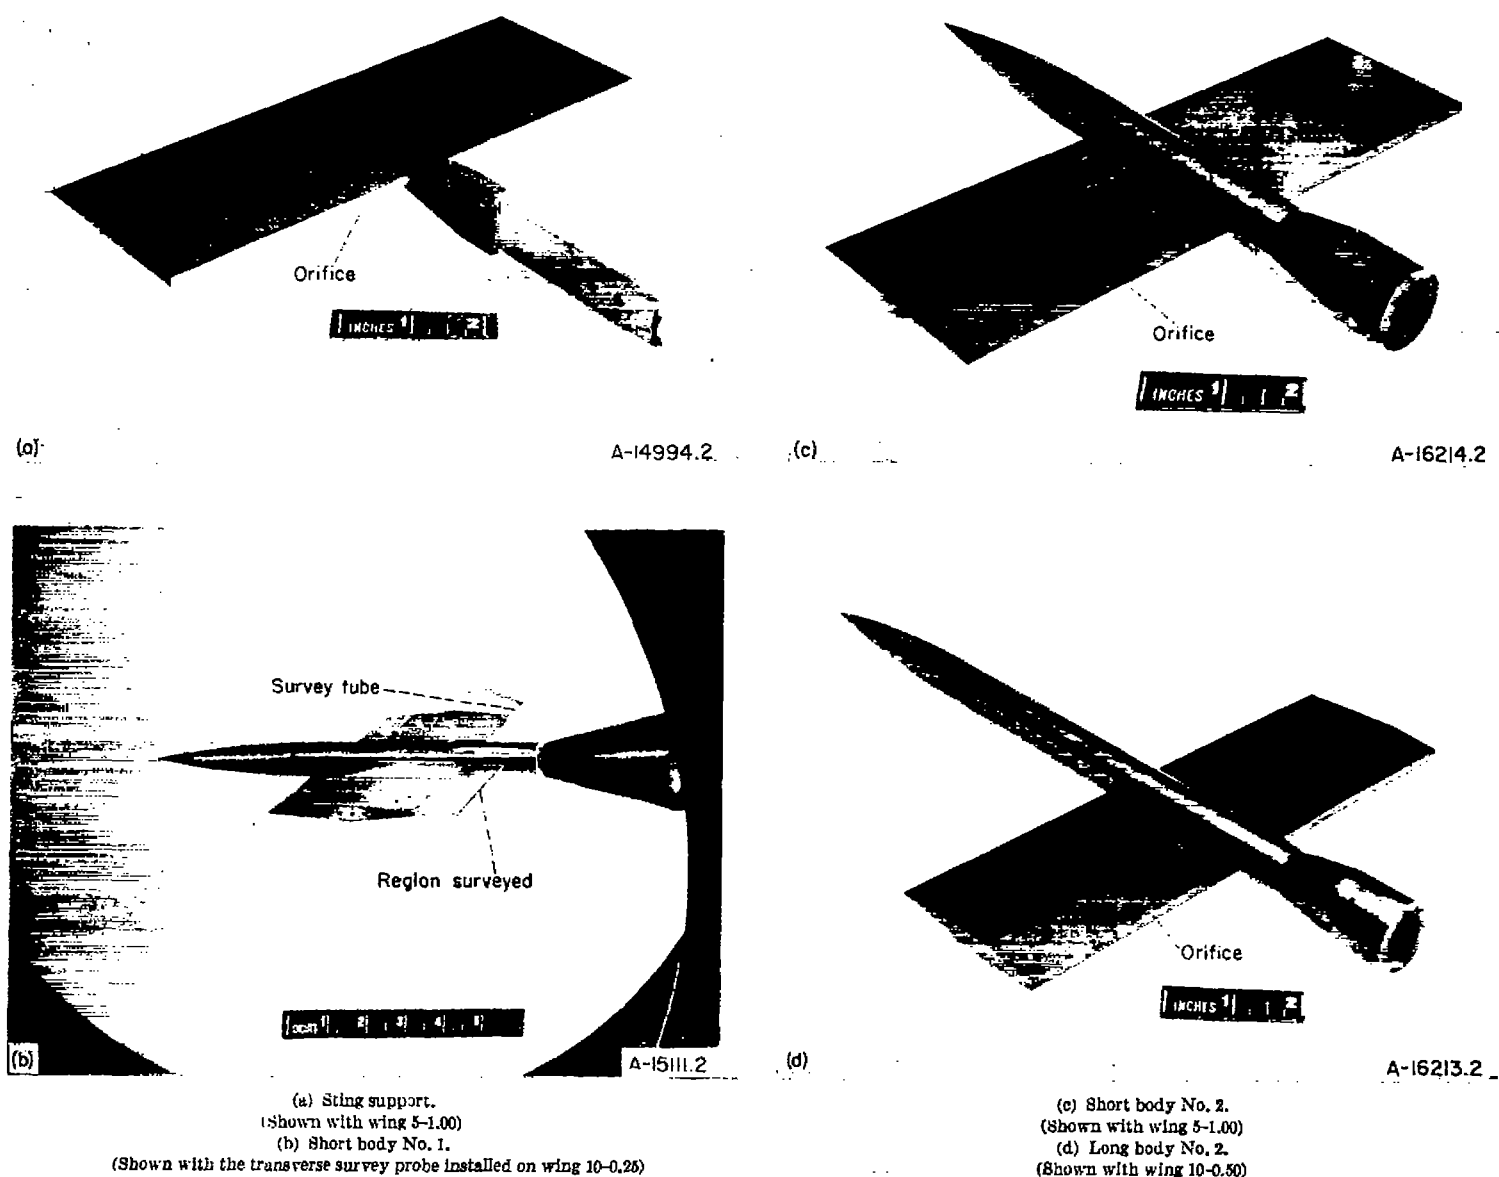 Orifice
INCHES 1 2
(a)
A-14994.2
Orifice
INCHES 1 2
(c)
A-16214.2
Survey tube
Region surveyed
1 2 3 4 5
(b)
A-15111.2
Orifice
INCHES 1 2
(d)
A-16213.2
(a) Sting support.
(Shown with wing 5-1.00)
(b) Short body No. 1.
(Shown with the transverse survey probe installed on wing 10-0.25)
(c) Short body No. 2.
(Shown with wing 5-1.00)
(d) Long body No. 2.
(Shown with wing 10-0.50)